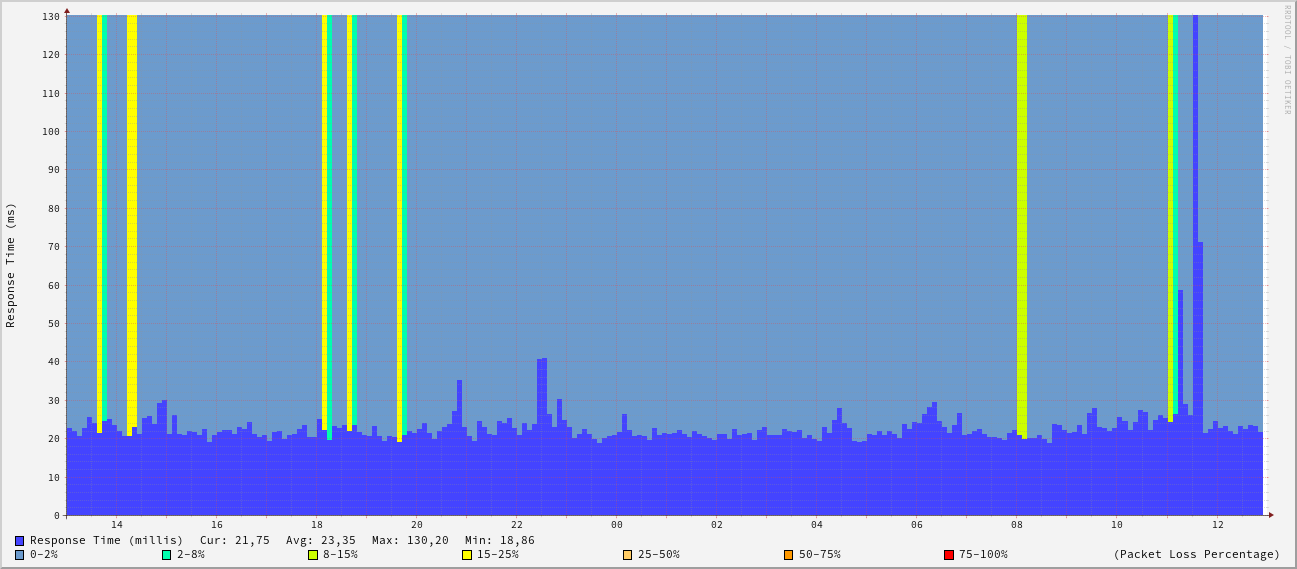 RRDTOOL / TOBI OETIKER
Response Time (ms)
130
120
110
100
90
80
70
60
50
40
30
20
10
0
14 16 18 20 22 00 02 04 06 08 10 12
Response Time (millis) Cur: 21,75 Avg: 23,35 Max: 130,20 Min: 18,86
0-2% 2-8% 8-15% 15-25% 25-50% 50-75% 75-100% (Packet Loss Percentage)